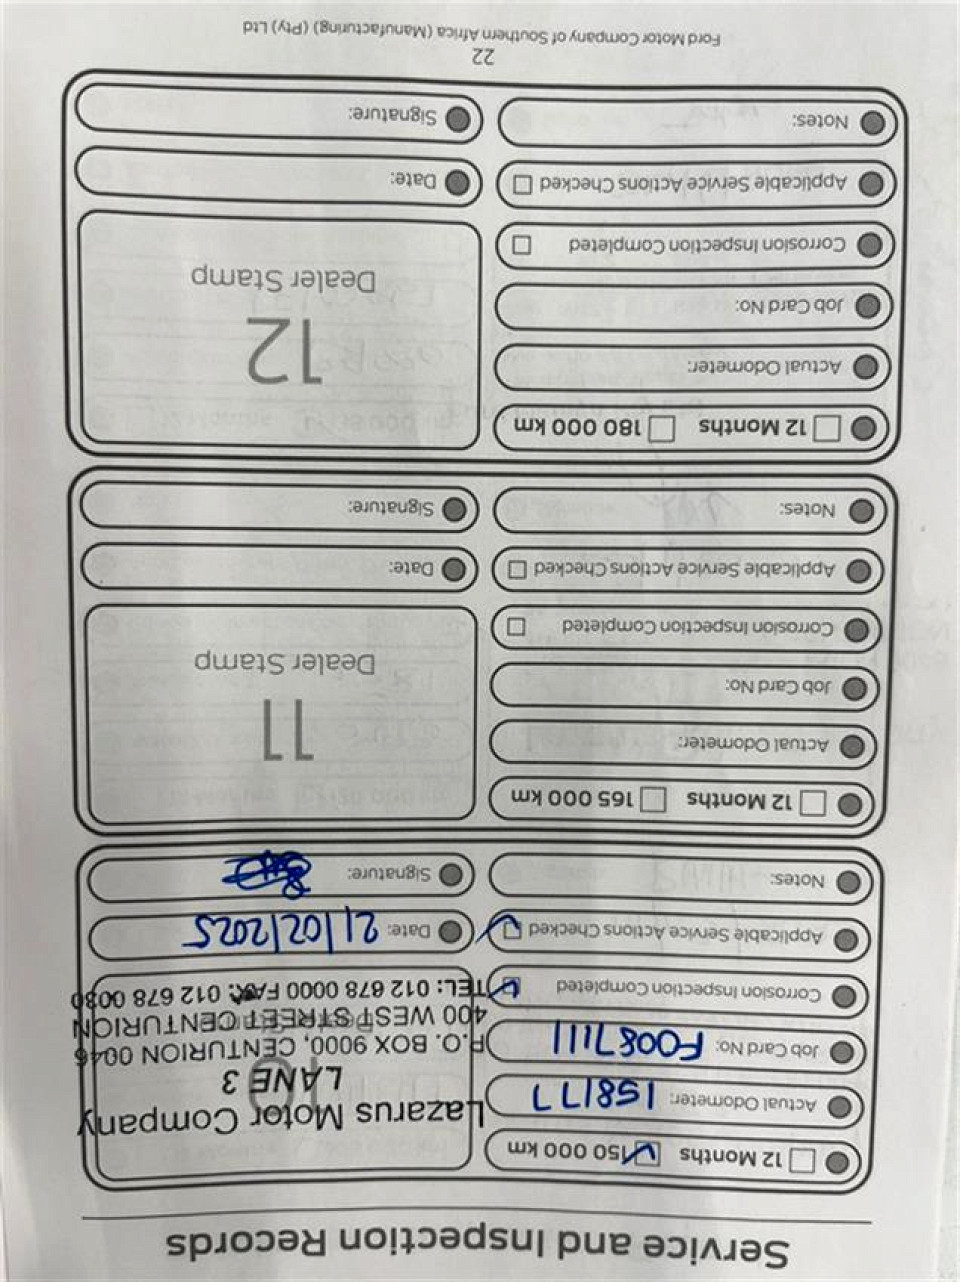 Service and Inspection Records
12 Months
150 000 km
Actual Odometer: 158177
Job Card No: F0087111
Corrosion Inspection Completed
Applicable Service Actions Checked
Notes:
10
Dealer Stamp
Lazarus Motor Company
LANE 3
P.O. BOX 9000, CENTURION 0046
400 WEST STREET, CENTURION
TEL: 012 678 0000 FAX: 012 678 0030
Date: 21/02/2025
Signature:
12 Months
165 000 km
Actual Odometer:
Job Card No:
Corrosion Inspection Completed
Applicable Service Actions Checked
Notes:
11
Dealer Stamp
Date:
Signature:
12 Months
180 000 km
Actual Odometer:
Job Card No:
Corrosion Inspection Completed
Applicable Service Actions Checked
Notes:
12
Dealer Stamp
Date:
Signature:
22
Ford Motor Company of Southern Africa (Manufacturing) (Pty) Ltd